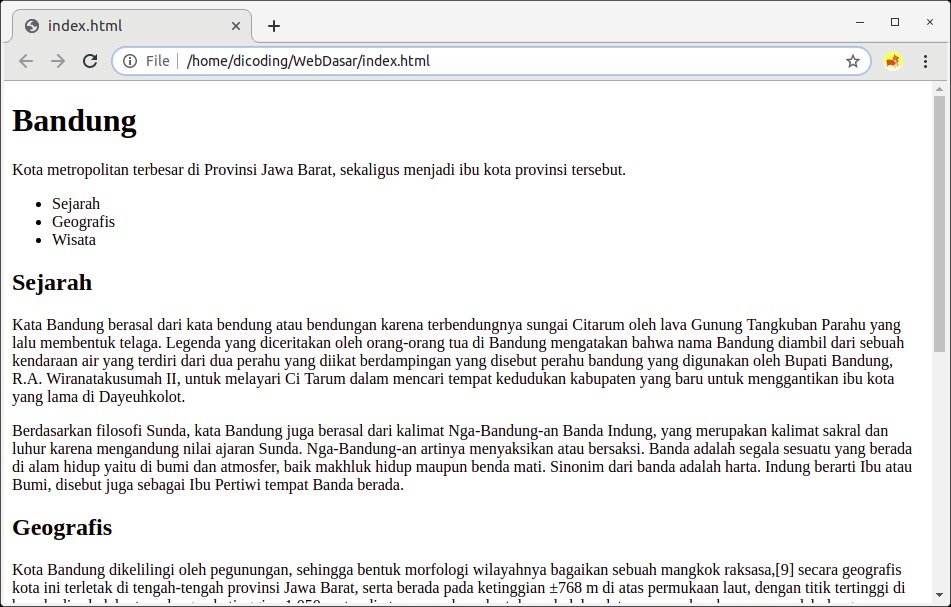 index.html
File /home/dicoding/WebDasar/index.html
Bandung
Kota metropolitan terbesar di Provinsi Jawa Barat, sekaligus menjadi ibu kota provinsi tersebut.
Sejarah
Geografis
Wisata
Sejarah
Kata Bandung berasal dari kata bendung atau bendungan karena terbendungnya sungai Citarum oleh lava Gunung Tangkuban Parahu yang
lalu membentuk telaga. Legenda yang diceritakan oleh orang-orang tua di Bandung mengatakan bahwa nama Bandung diambil dari sebuah
kendaraan air yang terdiri dari dua perahu yang diikat berdampingan yang disebut perahu bandung yang digunakan oleh Bupati Bandung,
R.A. Wiranatakusumah II, untuk melayari Ci Tarum dalam mencari tempat kedudukan kabupaten yang baru untuk menggantikan ibu kota
yang lama di Dayeuhkolot.
Berdasarkan filosofi Sunda, kata Bandung juga berasal dari kalimat Nga-Bandung-an Banda Indung, yang merupakan kalimat sakral dan
luhur karena mengandung nilai ajaran Sunda. Nga-Bandung-an artinya menyaksikan atau bersaksi. Banda adalah segala sesuatu yang berada
di alam hidup yaitu di bumi dan atmosfer, baik makhluk hidup maupun benda mati. Sinonim dari banda adalah harta. Indung berarti Ibu atau
Bumi, disebut juga sebagai Ibu Pertiwi tempat Banda berada.
Geografis
Kota Bandung dikelilingi oleh pegunungan, sehingga bentuk morfologi wilayahnya bagaikan sebuah mangkok raksasa,[9] secara geografis
kota ini terletak di tengah-tengah provinsi Jawa Barat, serta berada pada ketinggian ±768 m di atas permukaan laut, dengan titik tertinggi di